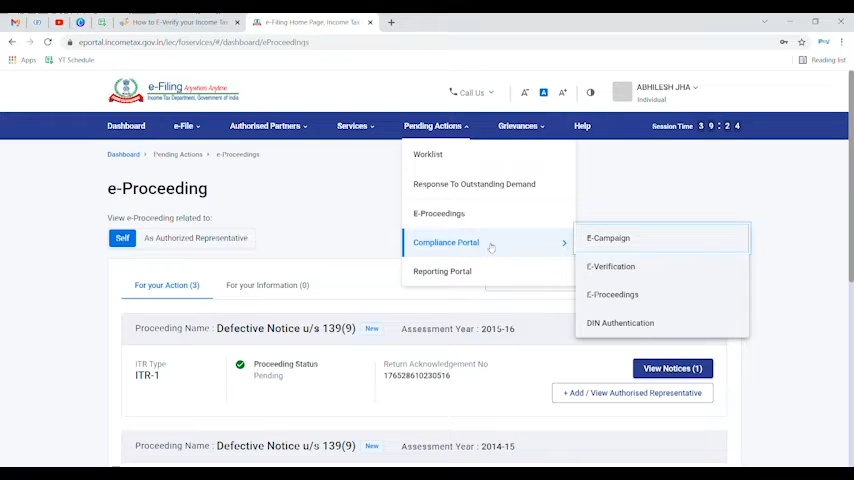 How to E-Verify your Income Tax
e-Filing Home Page, Income Tax
eportal.incometax.gov.in/iec/foservices/#/dashboard/eProceedings
Apps
YT Schedule
Reading list
e-Filing Anywhere Anytime
Income Tax Department, Government of India
Call Us
A-
A
A+
ABHILESH JHA
Individual
Dashboard
e-File
Authorised Partners
Services
Pending Actions
Grievances
Help
Session Time 3 9 : 2 4
Dashboard > Pending Actions > e-Proceedings
Worklist
Response To Outstanding Demand
E-Proceedings
Compliance Portal
Reporting Portal
E-Campaign
E-Verification
E-Proceedings
DIN Authentication
e-Proceeding
View e-Proceeding related to:
Self
As Authorized Representative
For your Action (3)
For your Information (0)
Proceeding Name : Defective Notice u/s 139(9) New Assessment Year : 2015-16
ITR Type
ITR-1
Proceeding Status
Pending
Return Acknowledgement No
176528610230516
View Notices (1)
+ Add / View Authorised Representative
Proceeding Name : Defective Notice u/s 139(9) New Assessment Year : 2014-15